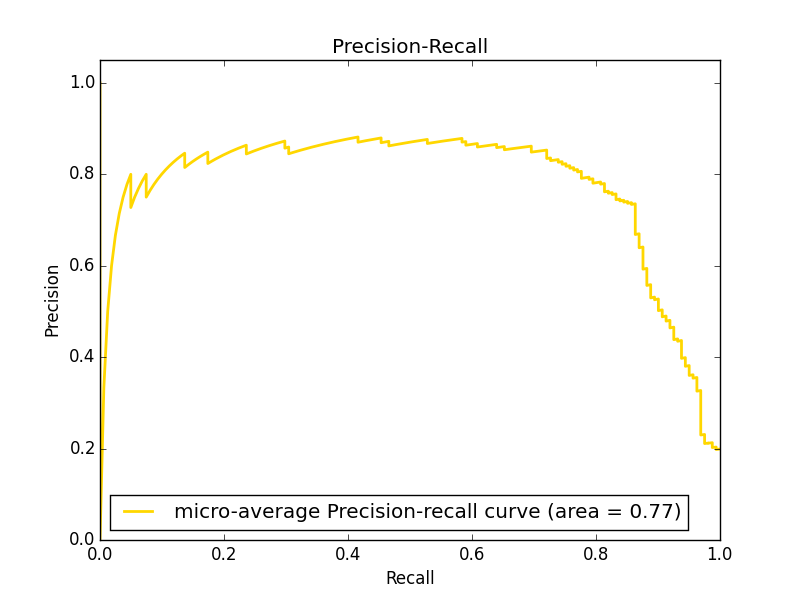 Precision-Recall
1.0
0.8
0.6
0.4
0.2
0.0
Precision
micro-average Precision-recall curve (area = 0.77)
0.0 0.2 0.4 0.6 0.8 1.0
Recall